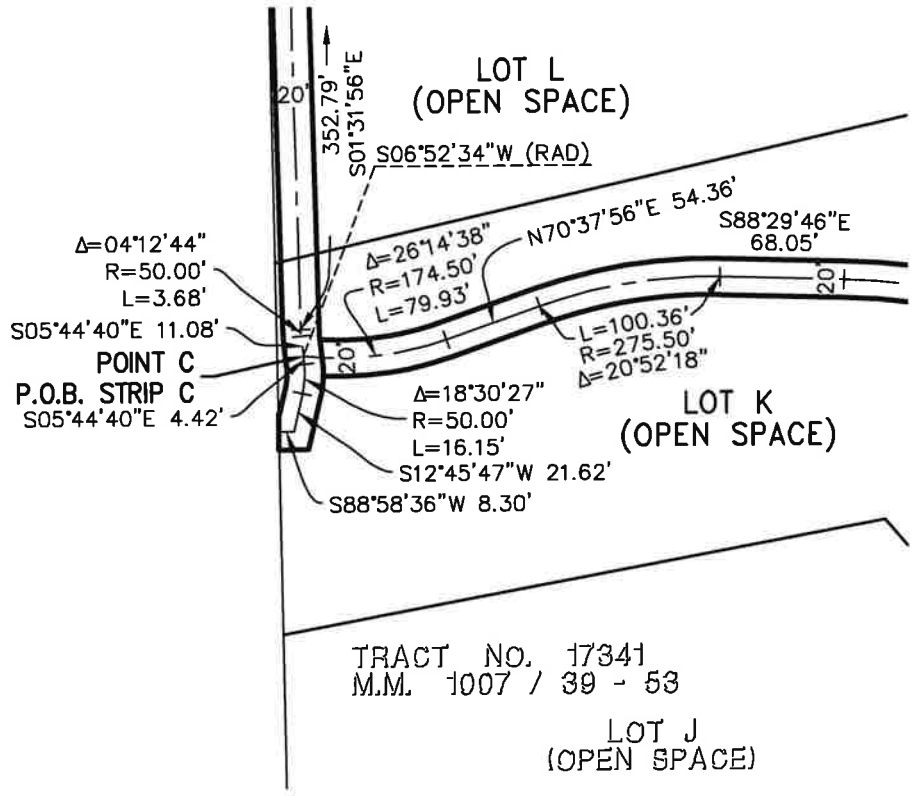 20'
352.79'
S01°31'56"E
LOT L
(OPEN SPACE)
S06°52'34"W (RAD)
N70°37'56"E 54.36'
S88°29'46"E
68.05'
Δ=04°12'44"
R=50.00'
L=3.68'
Δ=26°14'38"
R=174.50'
L=79.93'
20'
S05°44'40"E 11.08'
POINT C
P.O.B. STRIP C
S05°44'40"E 4.42'
20'
L=100.36'
R=275.50'
Δ=20°52'18"
Δ=18°30'27"
R=50.00'
L=16.15'
LOT K
(OPEN SPACE)
S12°45'47"W 21.62'
S88°58'36"W 8.30'
TRACT NO. 17341
M.M. 1007 / 39 - 53
LOT J
(OPEN SPACE)